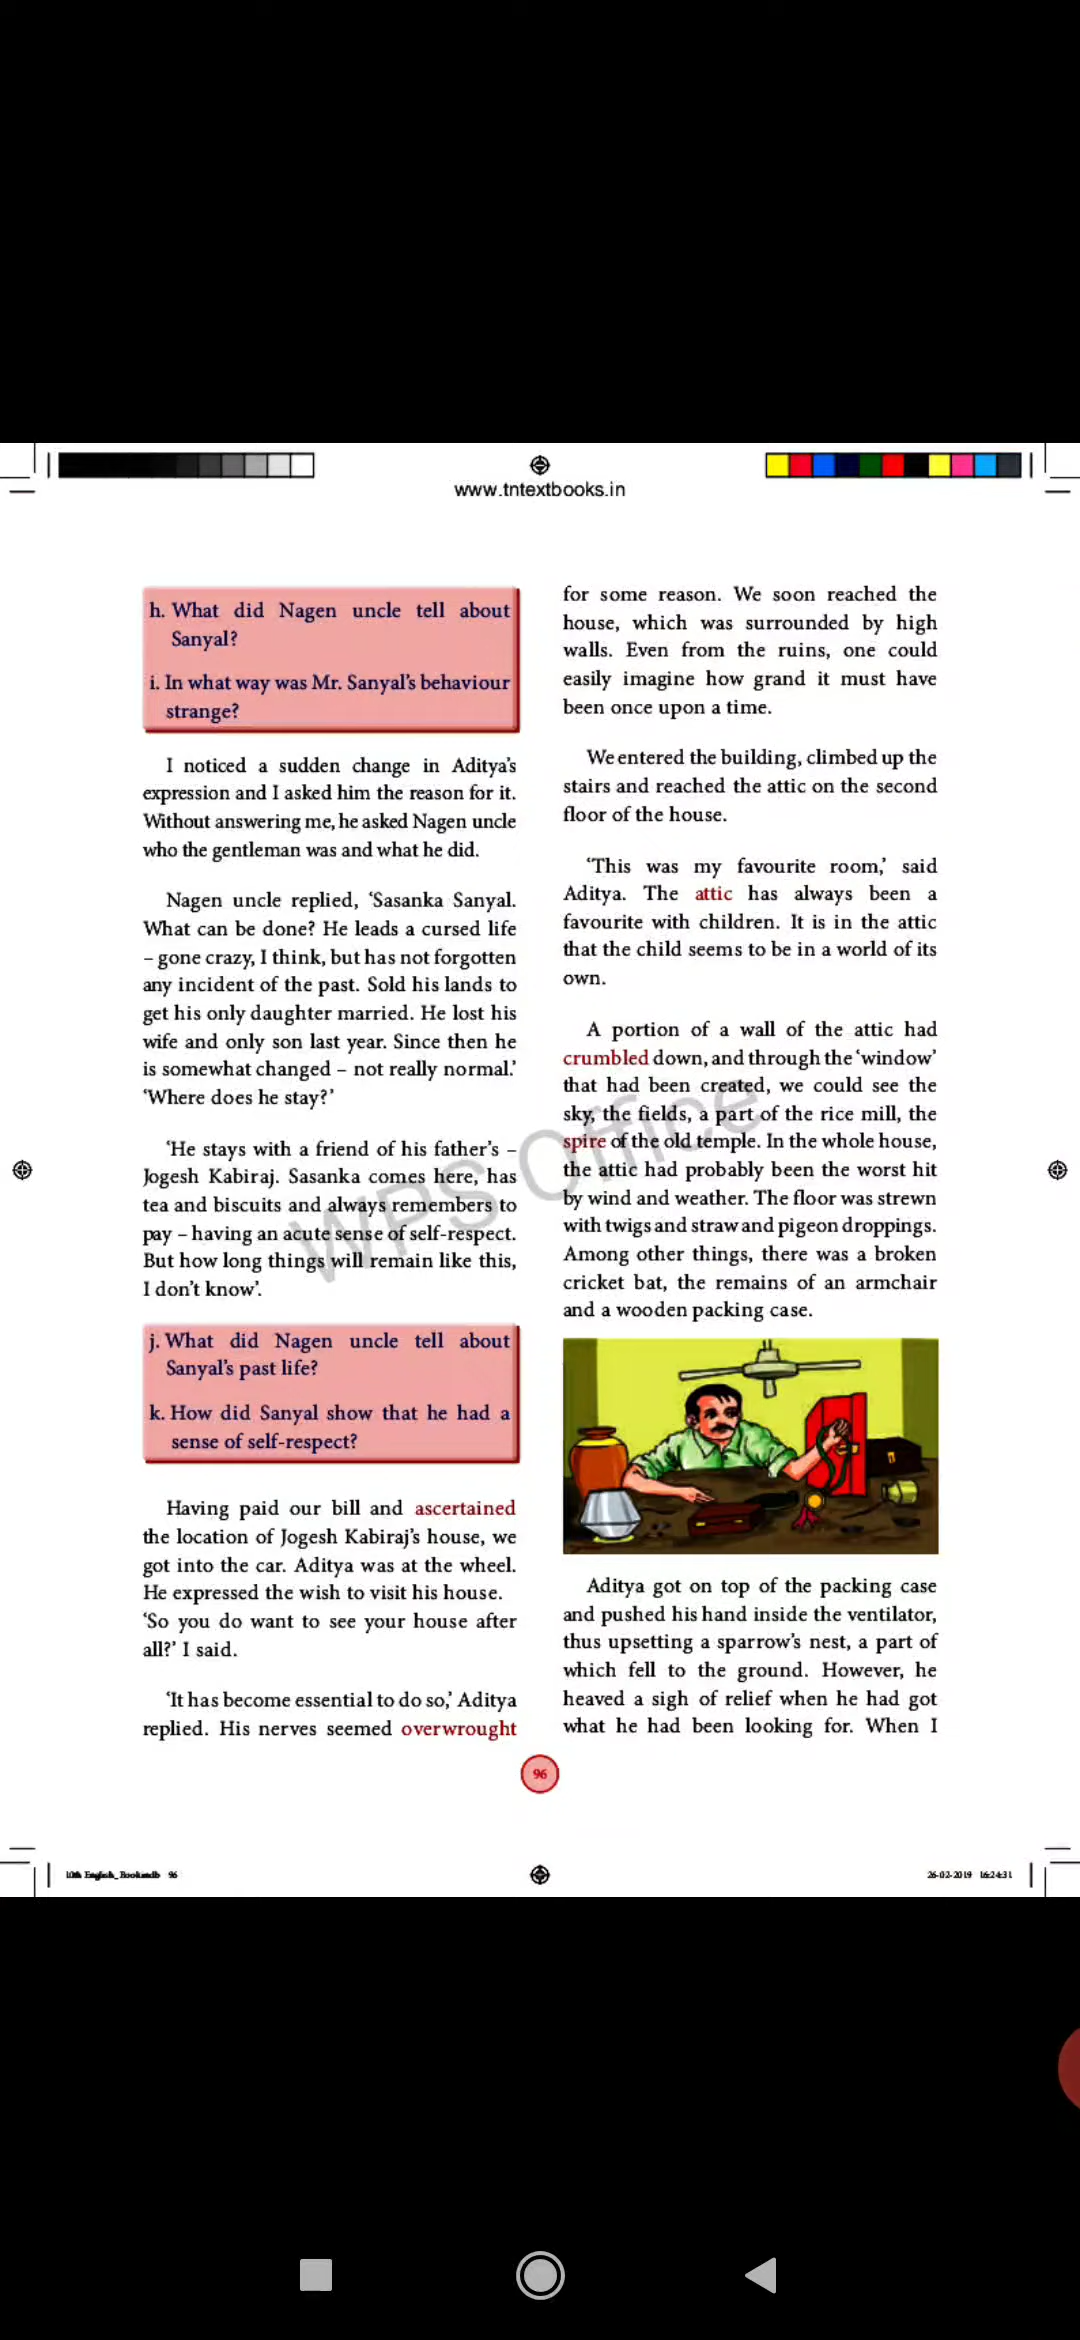 www.tntextbooks.in
h. What did Nagen uncle tell about
Sanyal?
i. In what way was Mr. Sanyal's behaviour
strange?
I noticed a sudden change in Aditya's
expression and I asked him the reason for it.
Without answering me, he asked Nagen uncle
who the gentleman was and what he did.
Nagen uncle replied, 'Sasanka Sanyal.
What can be done? He leads a cursed life
– gone crazy, I think, but has not forgotten
any incident of the past. Sold his lands to
get his only daughter married. He lost his
wife and only son last year. Since then he
is somewhat changed – not really normal.'
'Where does he stay?'
'He stays with a friend of his father's –
Jogesh Kabiraj. Sasanka comes here, has
tea and biscuits and always remembers to
pay – having an acute sense of self-respect.
But how long things will remain like this,
I don't know'.
j. What did Nagen uncle tell about
Sanyal's past life?
k. How did Sanyal show that he had a
sense of self-respect?
Having paid our bill and ascertained
the location of Jogesh Kabiraj's house, we
got into the car. Aditya was at the wheel.
He expressed the wish to visit his house.
'So you do want to see your house after
all?' I said.
'It has become essential to do so,' Aditya
replied. His nerves seemed overwrought
for some reason. We soon reached the
house, which was surrounded by high
walls. Even from the ruins, one could
easily imagine how grand it must have
been once upon a time.
We entered the building, climbed up the
stairs and reached the attic on the second
floor of the house.
'This was my favourite room,' said
Aditya. The attic has always been a
favourite with children. It is in the attic
that the child seems to be in a world of its
own.
A portion of a wall of the attic had
crumbled down, and through the 'window'
that had been created, we could see the
sky, the fields, a part of the rice mill, the
spire of the old temple. In the whole house,
the attic had probably been the worst hit
by wind and weather. The floor was strewn
with twigs and straw and pigeon droppings.
Among other things, there was a broken
cricket bat, the remains of an armchair
and a wooden packing case.
Aditya got on top of the packing case
and pushed his hand inside the ventilator,
thus upsetting a sparrow's nest, a part of
which fell to the ground. However, he
heaved a sigh of relief when he had got
what he had been looking for. When I
WPS Office
96
10th English_Book.indb 96
26-02-2019 16:24:31